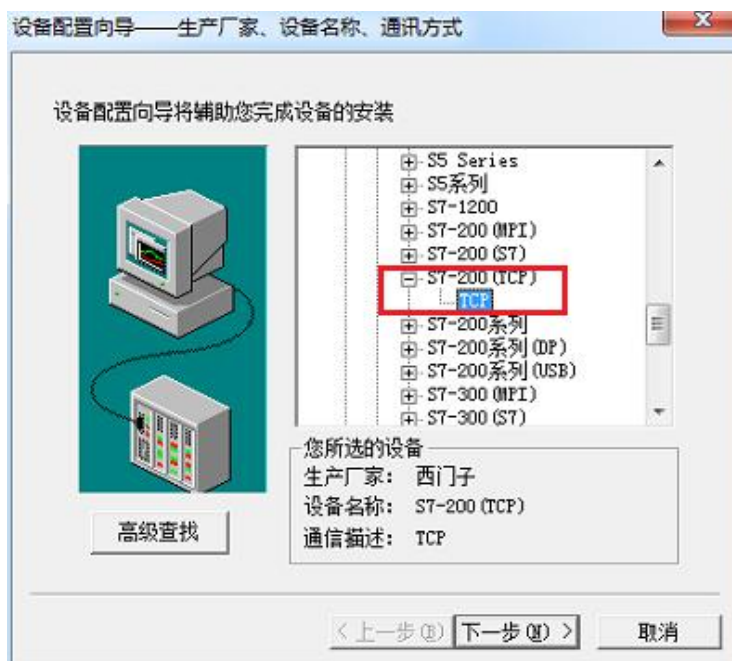 设备配置向导——生产厂家、设备名称、通讯方式
设备配置向导将辅助您完成设备的安装
S5 Series
S5系列
S7-1200
S7-200(MPI)
S7-200(S7)
S7-200(TCP)
TCP
S7-200系列
S7-200系列(DP)
S7-200系列(USB)
S7-300(MPI)
S7-300(S7)
您所选的设备
生产厂家： 西门子
设备名称： S7-200(TCP)
通信描述： TCP
高级查找
<上一步(B) 下一步(N)> 取消